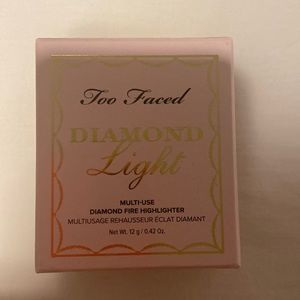 Too Faced
DIAMOND
Light
MULTI-USE
DIAMOND FIRE HIGHLIGHTER
MULTIUSAGE REHAUSSEUR ÉCLAT DIAMANT
Net Wt. 12 g / 0.42 Oz.